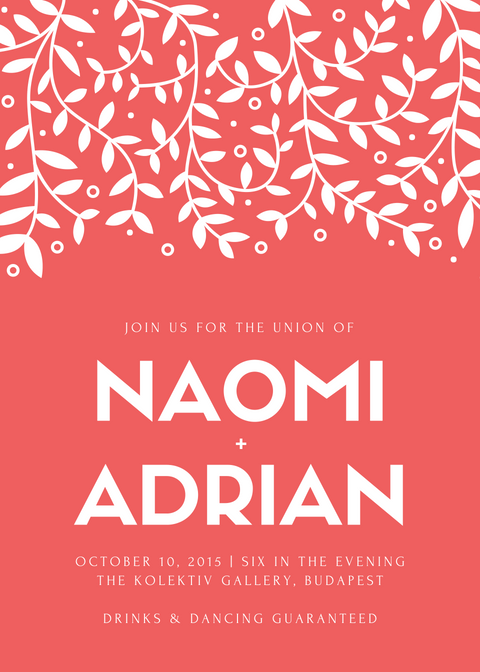 JOIN US FOR THE UNION OF
NAOMI
+
ADRIAN
OCTOBER 10, 2015 | SIX IN THE EVENING
THE KOLEKTIV GALLERY, BUDAPEST
DRINKS & DANCING GUARANTEED